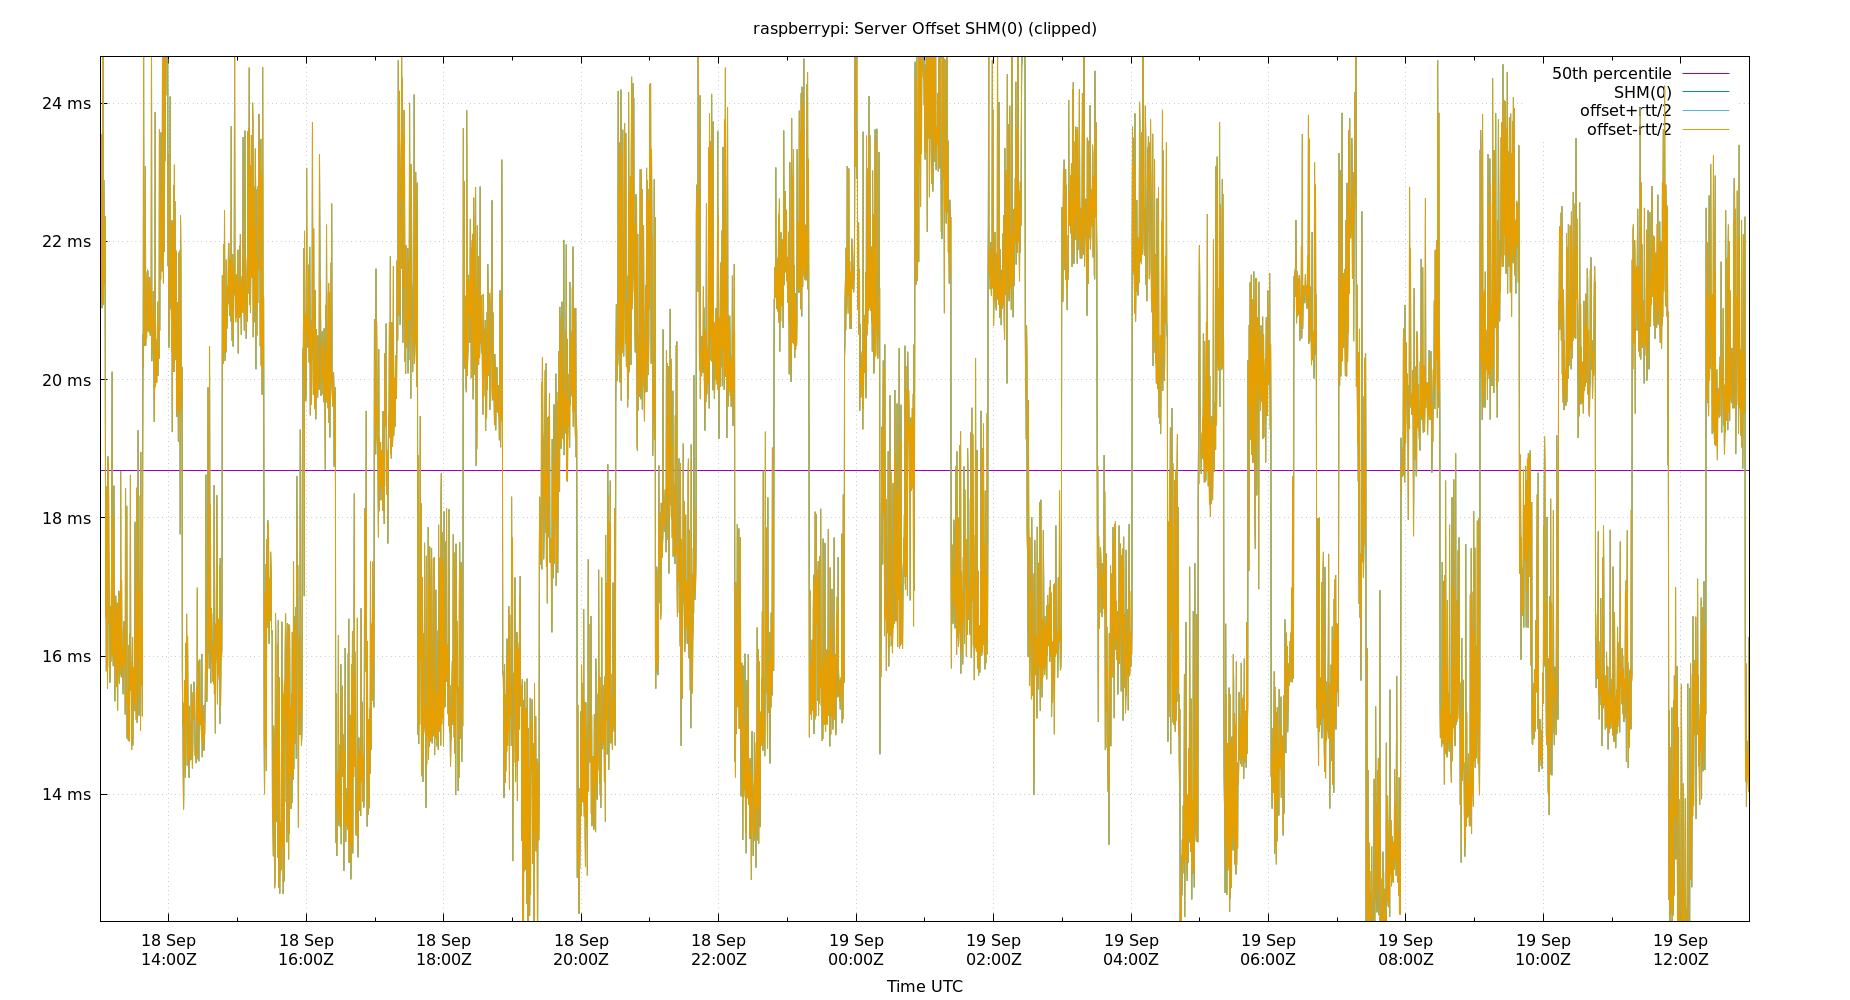 raspberrypi: Server Offset SHM(0) (clipped)
50th percentile
SHM(0)
offset+rtt/2
offset-rtt/2
24 ms
22 ms
20 ms
18 ms
16 ms
14 ms
18 Sep 18 Sep 18 Sep 18 Sep 18 Sep 19 Sep 19 Sep 19 Sep 19 Sep 19 Sep 19 Sep 19 Sep
14:00Z 16:00Z 18:00Z 20:00Z 22:00Z 00:00Z 02:00Z 04:00Z 06:00Z 08:00Z 10:00Z 12:00Z
Time UTC